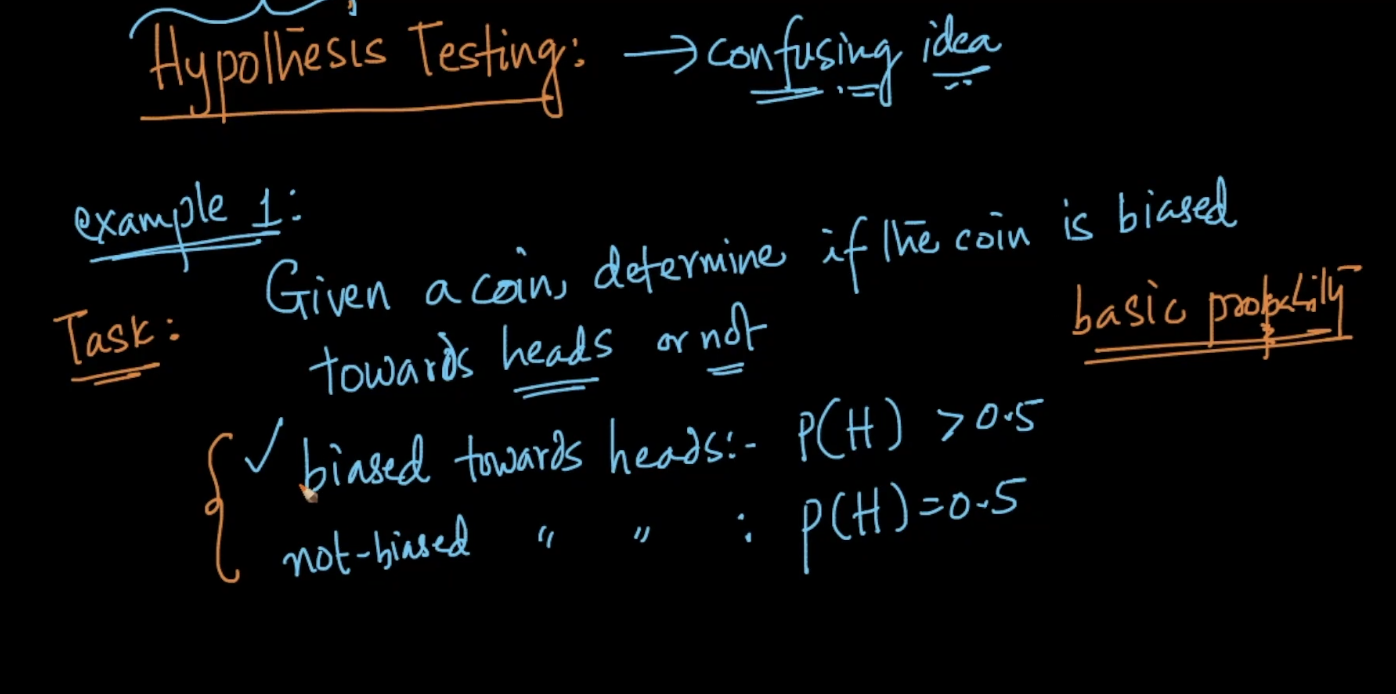 Hypothesis Testing: → confusing idea
example 1:
Given a coin, determine if the coin is biased
Task:
towards heads or not
basic probability
✓ biased towards heads:- P(H) > 0.5
not-biased " " : P(H) = 0.5